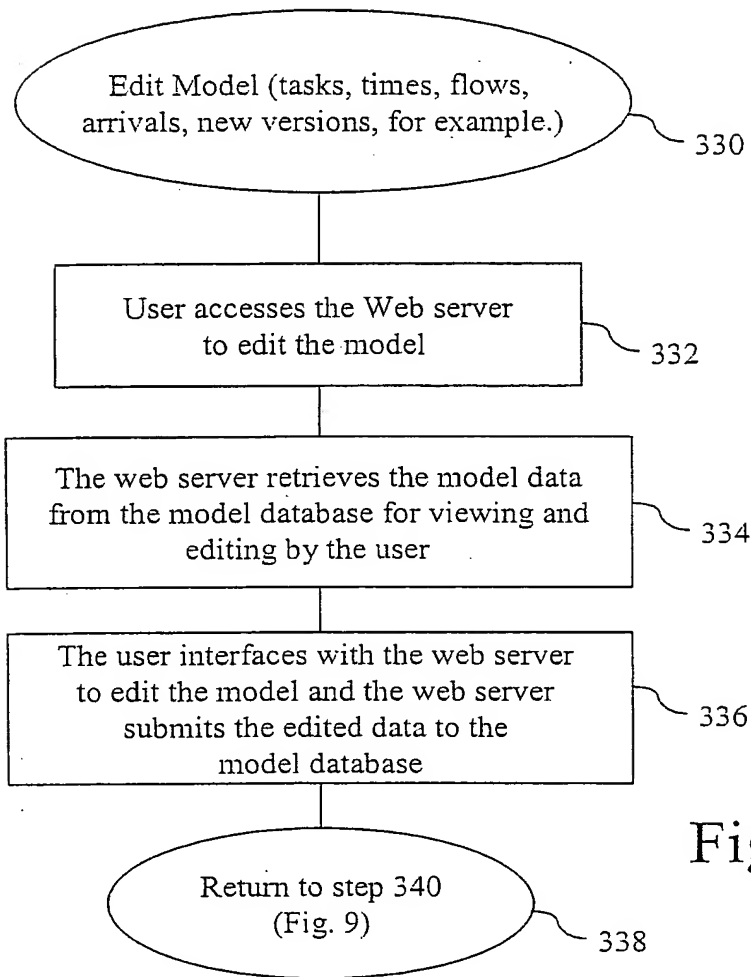 Edit Model (tasks, times, flows,
arrivals, new versions, for example.)
330
User accesses the Web server
to edit the model
332
The web server retrieves the model data
from the model database for viewing and
editing by the user
334
The user interfaces with the web server
to edit the model and the web server
submits the edited data to the
model database
336
Fig
Return to step 340
(Fig. 9)
338